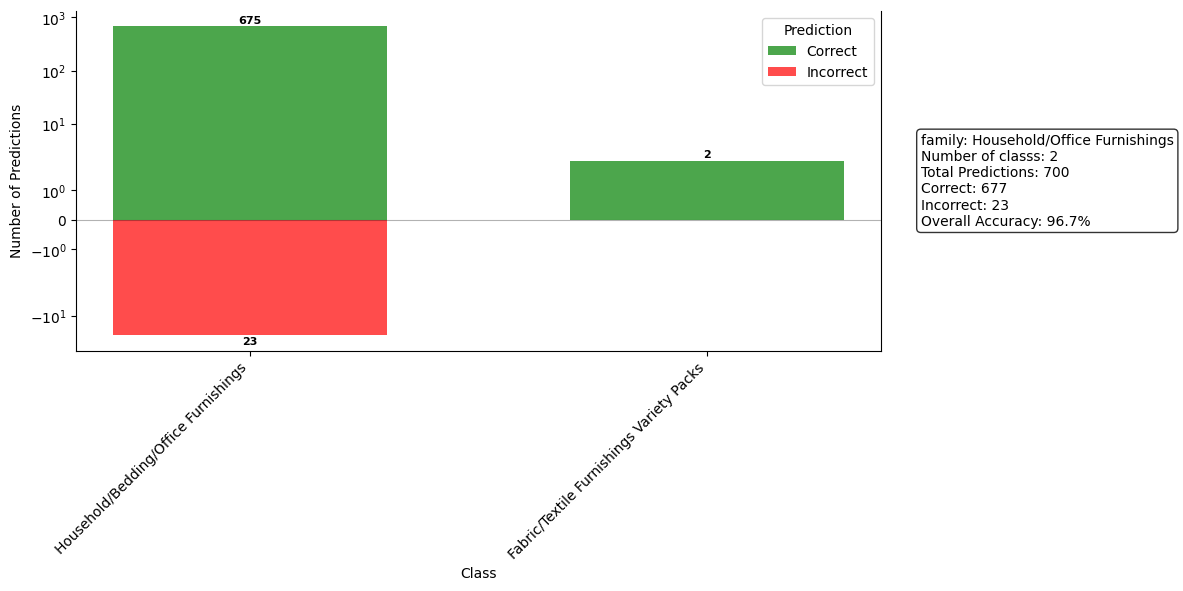 10³
10²
10¹
10⁰
0
−10⁰
−10¹
Number of Predictions
675
23
2
Prediction
Correct
Incorrect
Household/Bedding/Office Furnishings
Fabric/Textile Furnishings Variety Packs
Class
family: Household/Office Furnishings
Number of classs: 2
Total Predictions: 700
Correct: 677
Incorrect: 23
Overall Accuracy: 96.7%